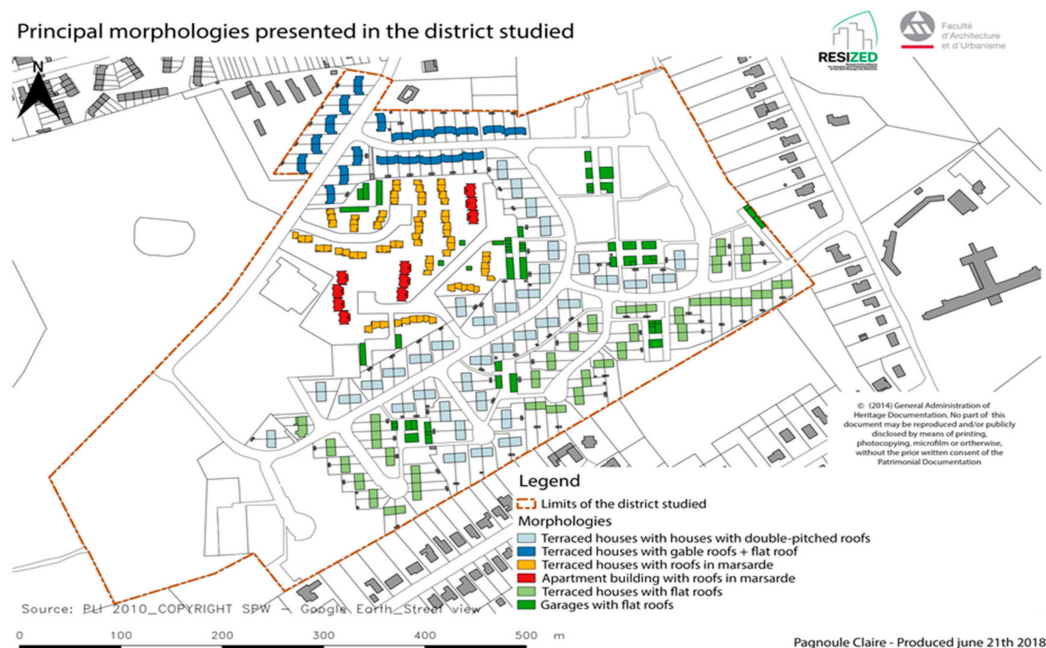 Principal morphologies presented in the district studied
RESIZED
Faculté
d'Architecture
et d'Urbanisme
N
© (2014) General Administration of
Heritage Documentation. No part of this
document may be reproduced and/or publicly
disclosed by means of printing,
photocopying, microfilm or ortherwise,
without the prior written consent of the
Patrimonial Documentation
Legend
Limits of the district studied
Morphologies
Terraced houses with houses with double-pitched roofs
Terraced houses with gable roofs + flat roof
Terraced houses with roofs in marsarde
Apartment building with roofs in marsarde
Terraced houses with flat roofs
Garages with flat roofs
Source: PLI 2010_COPYRIGHT SPW – Google Earth_Street view
0 100 200 300 400 500 m
Pagnoule Claire - Produced june 21th 2018